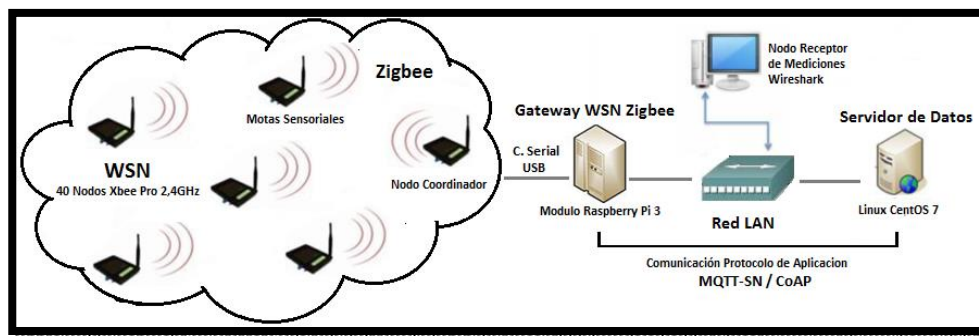 Zigbee
Motas Sensoriales
WSN
40 Nodos Xbee Pro 2,4GHz
Nodo Coordinador
C. Serial
USB
Gateway WSN Zigbee
Modulo Raspberry Pi 3
Nodo Receptor
de Mediciones
Wireshark
Red LAN
Servidor de Datos
Linux CentOS 7
Comunicación Protocolo de Aplicacion
MQTT-SN / CoAP